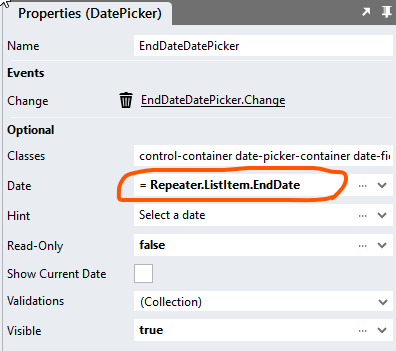 Properties (DatePicker)
Name EndDateDatePicker
Events
Change EndDateDatePicker.Change
Optional
Classes control-container date-picker-container date-fi
Date = Repeater.ListItem.EndDate ...
Hint Select a date ...
Read-Only false ...
Show Current Date
Validations (Collection)
Visible true ...